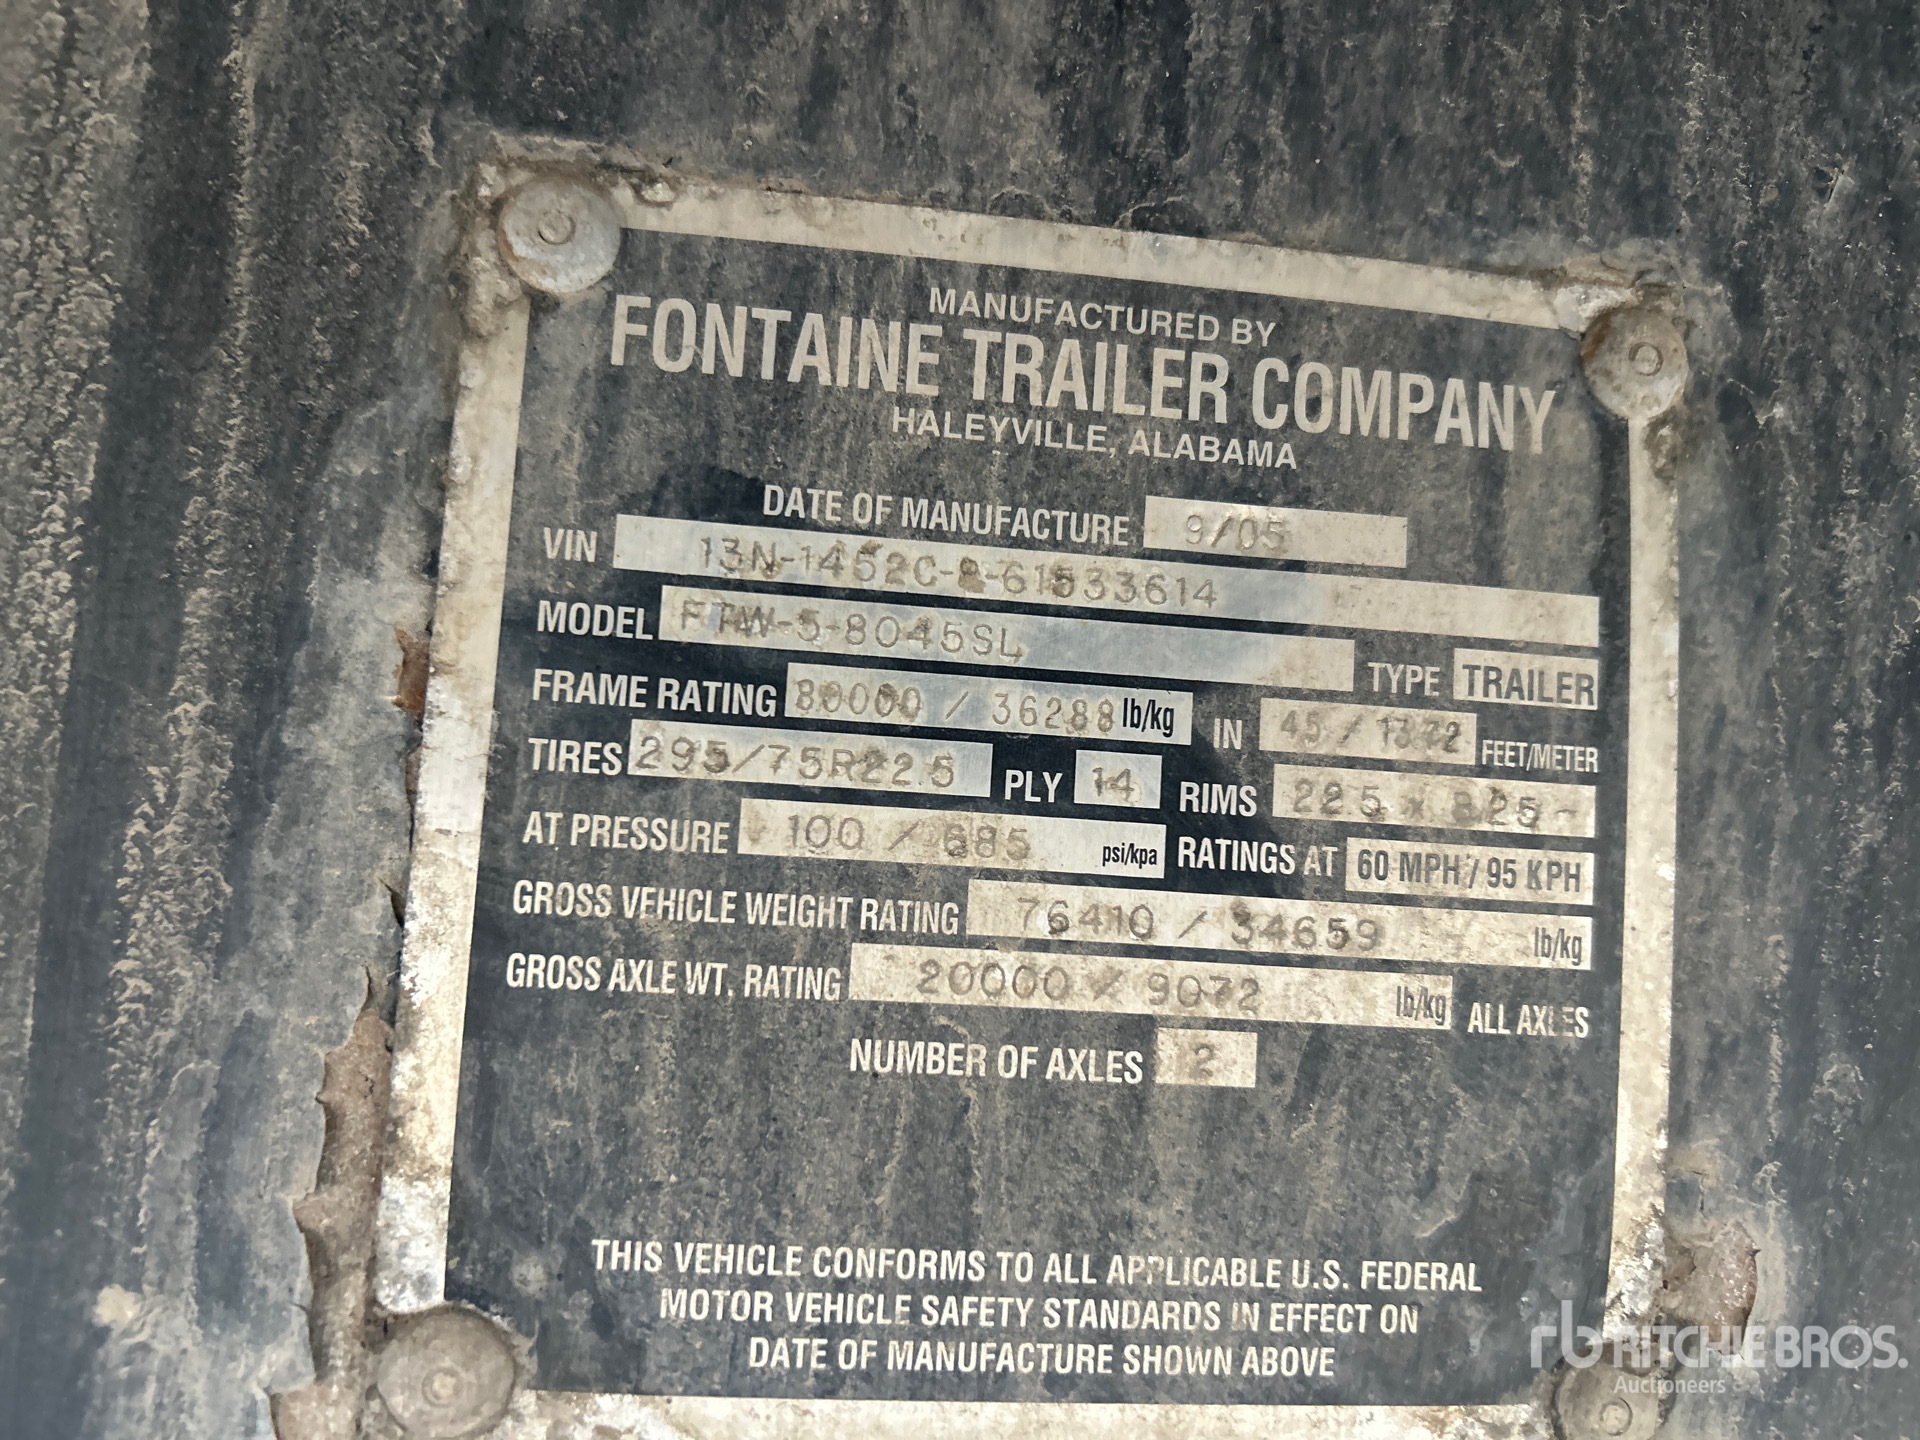 MANUFACTURED BY
FONTAINE TRAILER COMPANY
HALEYVILLE, ALABAMA
DATE OF MANUFACTURE 9/05
VIN 13N-1452C-2-61533614
MODEL FTW-5-8045SL TYPE TRAILER
FRAME RATING 80000 / 36288 lb/kg IN 45 / 13.72 FEET/METER
TIRES 295/75R22.5 PLY 14 RIMS 22.5 x 8.25
AT PRESSURE 100 / 685 psi/kpa RATINGS AT 60 MPH / 95 KPH
GROSS VEHICLE WEIGHT RATING 76410 / 34659 lb/kg
GROSS AXLE WT. RATING 20000 / 9072 lb/kg ALL AXLES
NUMBER OF AXLES 2
THIS VEHICLE CONFORMS TO ALL APPLICABLE U.S. FEDERAL
MOTOR VEHICLE SAFETY STANDARDS IN EFFECT ON
DATE OF MANUFACTURE SHOWN ABOVE
rb RITCHIE BROS.
Auctioneers